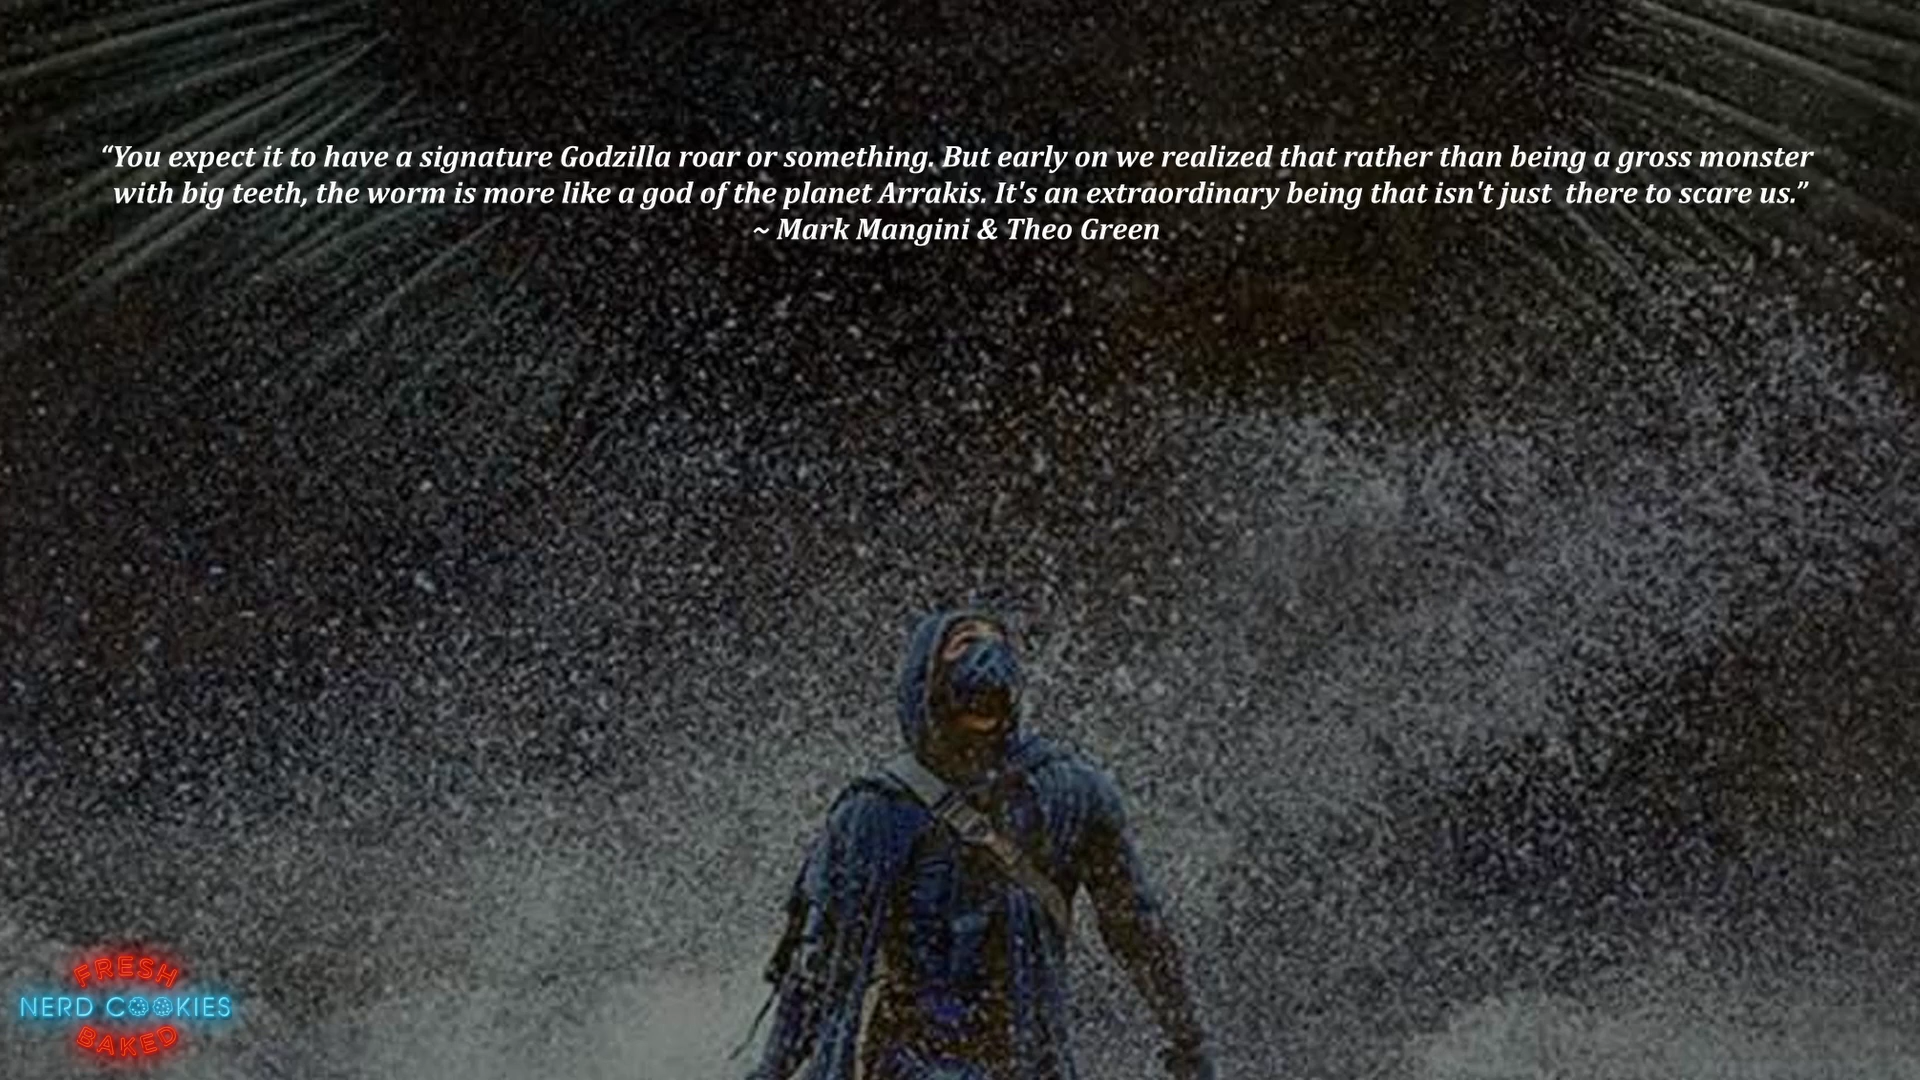 “You expect it to have a signature Godzilla roar or something. But early on we realized that rather than being a gross monster
with big teeth, the worm is more like a god of the planet Arrakis. It's an extraordinary being that isn't just  there to scare us.”
~ Mark Mangini & Theo Green
FRESH
NERD COOKIES
BAKED